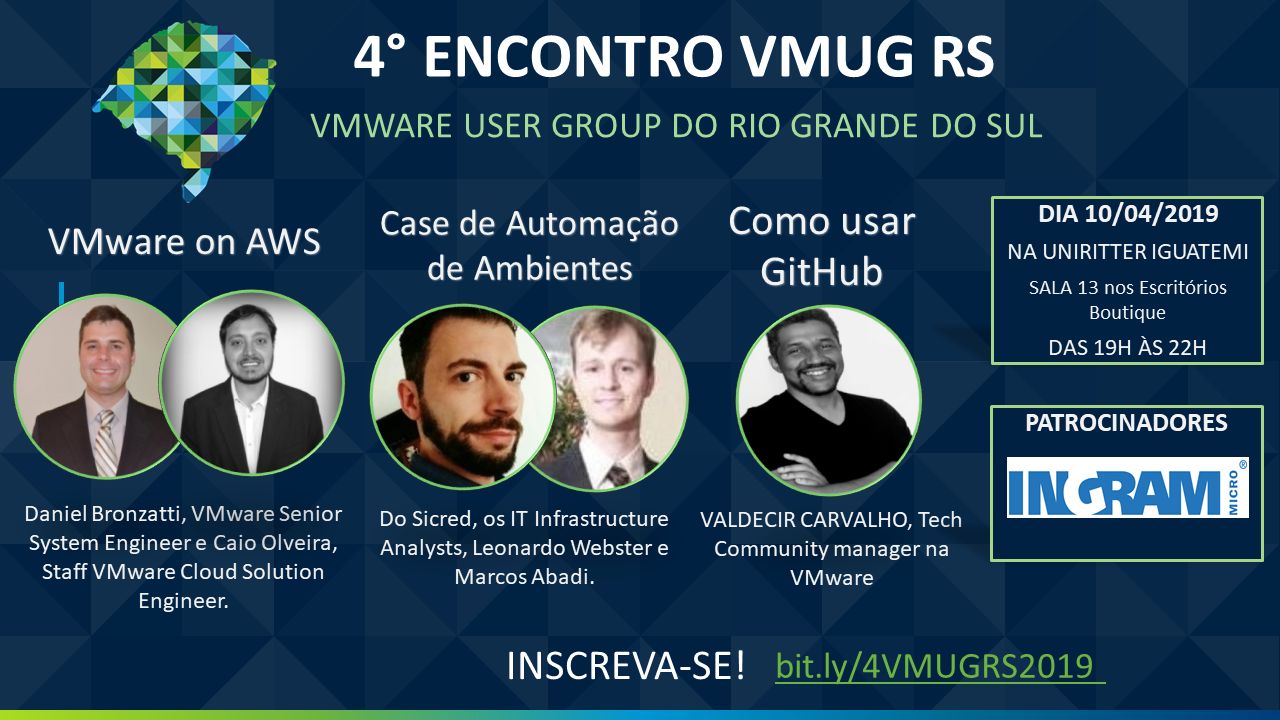 4° ENCONTRO VMUG RS
VMWARE USER GROUP DO RIO GRANDE DO SUL
VMware on AWS
Daniel Bronzatti, VMware Senior
System Engineer e Caio Olveira,
Staff VMware Cloud Solution
Engineer.
Case de Automação
de Ambientes
Do Sicred, os IT Infrastructure
Analysts, Leonardo Webster e
Marcos Abadi.
Como usar
GitHub
VALDECIR CARVALHO, Tech
Community manager na
VMware
DIA 10/04/2019
NA UNIRITTER IGUATEMI
SALA 13 nos Escritórios
Boutique
DAS 19H ÀS 22H
PATROCINADORES
INGRAM MICRO®
INSCREVA-SE! bit.ly/4VMUGRS2019